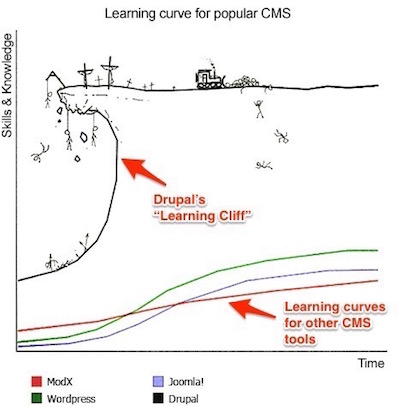 Learning curve for popular CMS
Skills & Knowledge
Drupal's
"Learning Cliff"
Learning curves
for other CMS
tools
Time
ModX
Joomla!
Wordpress
Drupal